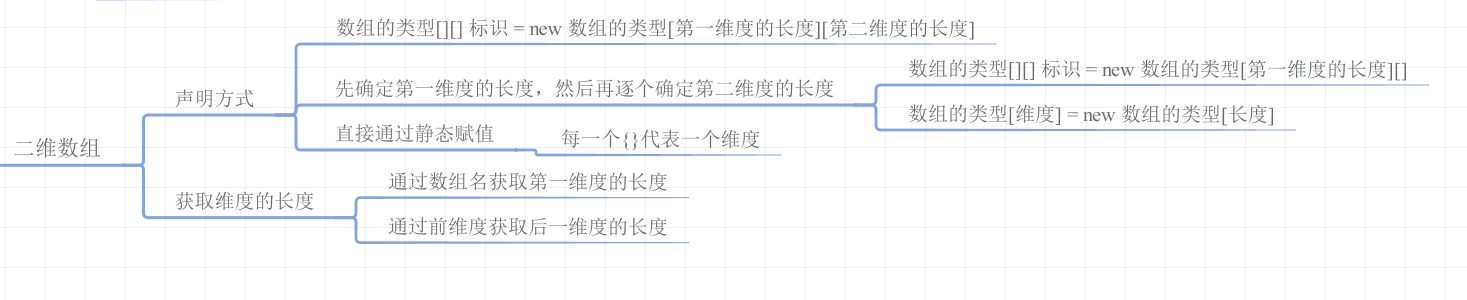 二维数组
声明方式
数组的类型[][] 标识 = new 数组的类型[第一维度的长度][第二维度的长度]
先确定第一维度的长度，然后再逐个确定第二维度的长度
数组的类型[][] 标识 = new 数组的类型[第一维度的长度][]
数组的类型[维度] = new 数组的类型[长度]
直接通过静态赋值
每一个{}代表一个维度
获取维度的长度
通过数组名获取第一维度的长度
通过前维度获取后一维度的长度